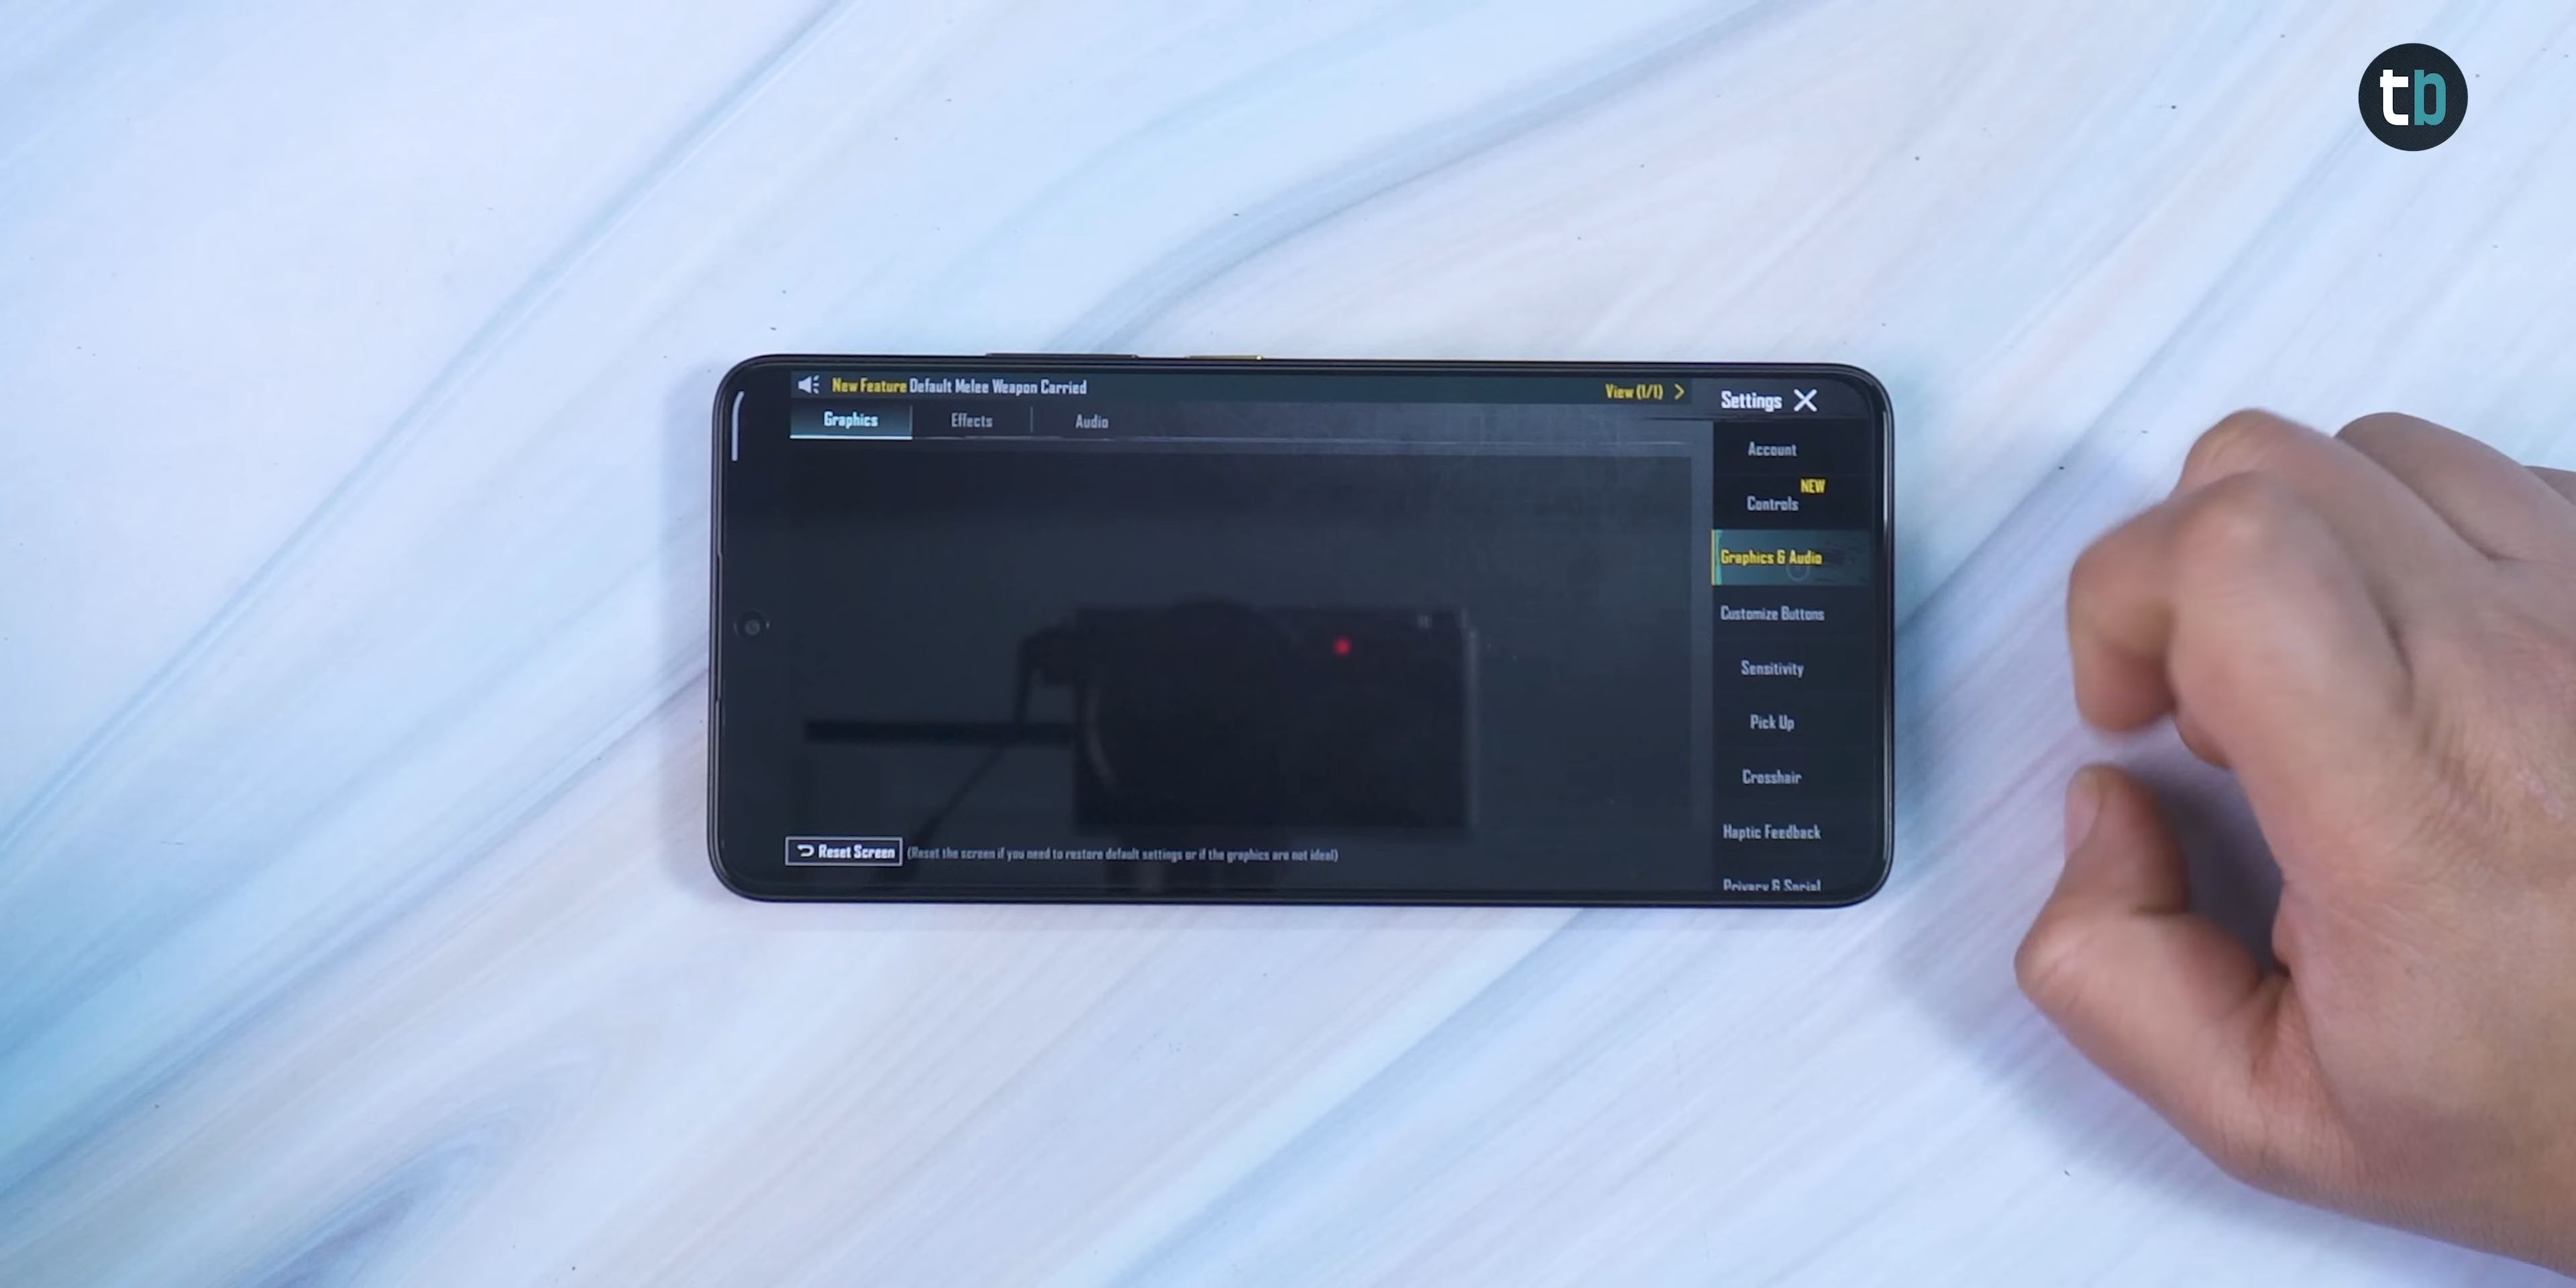 tb
New Feature Default Melee Weapon Carried
View (1/1)
Settings
Graphics
Effects
Audio
Account
NEW
Controls
Graphics & Audio
Customize Buttons
Sensitivity
Pick Up
Crosshair
Haptic Feedback
Privacy & Social
Reset Screen (Reset the screen if you need to restore default settings or if the graphics are not ideal)